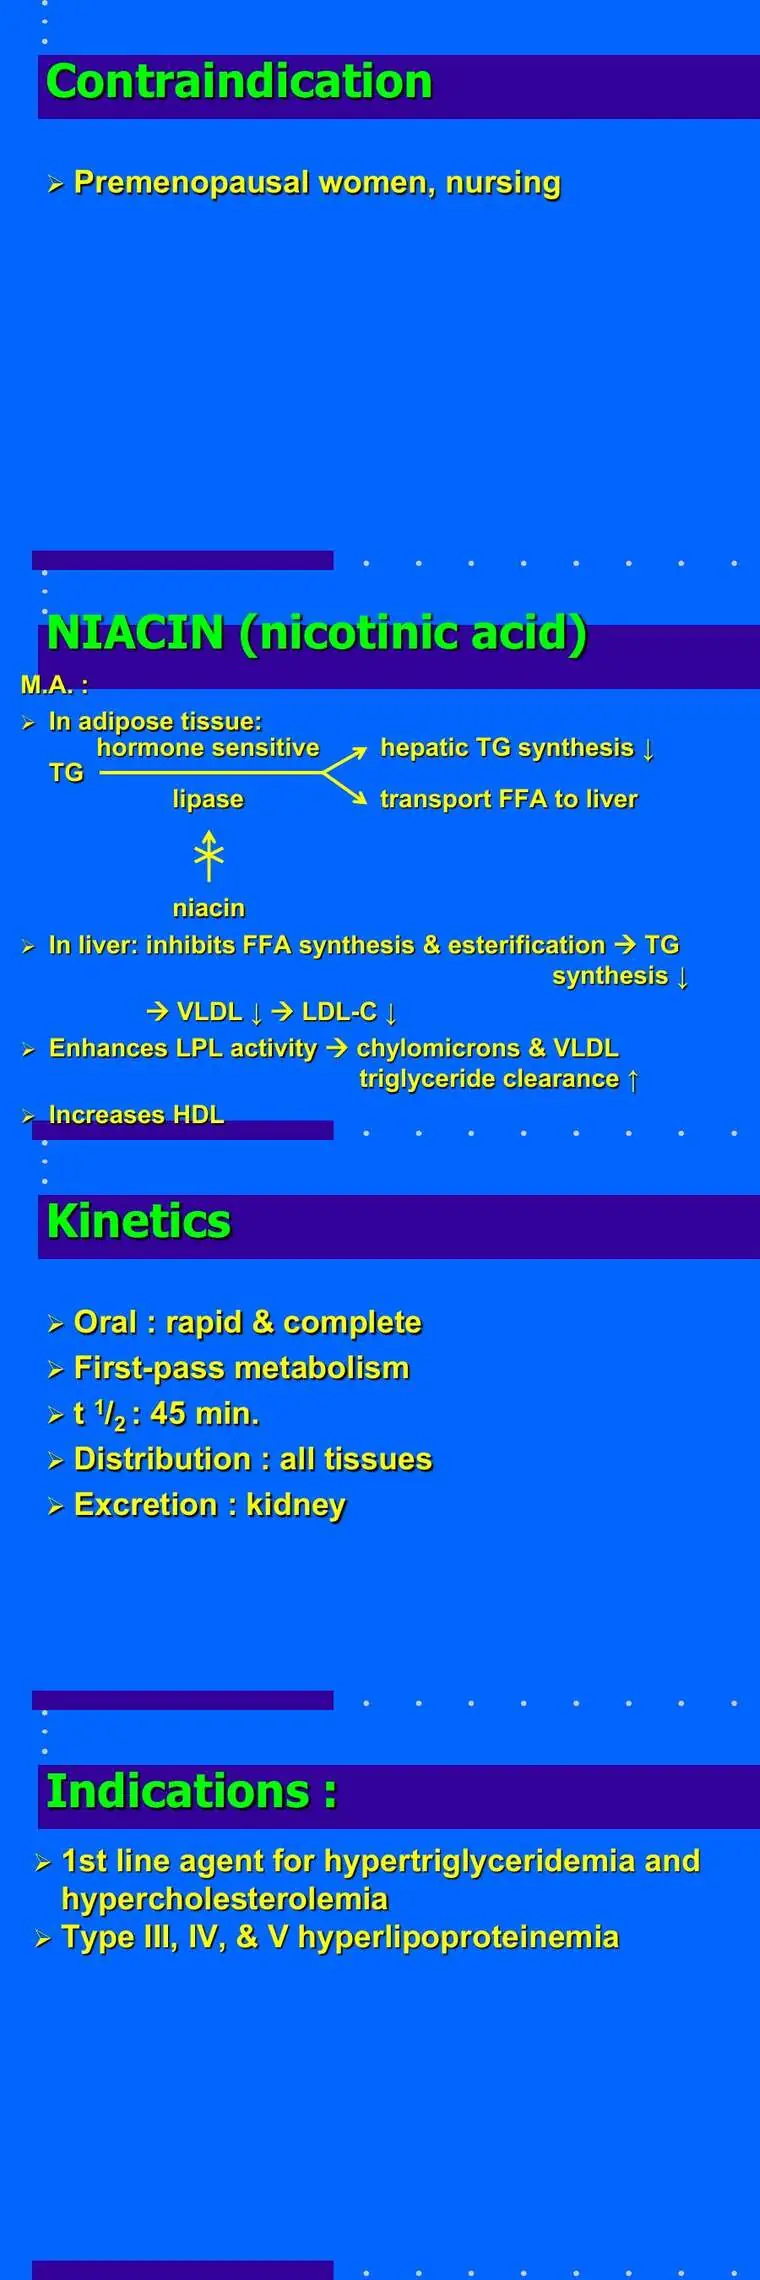 Contraindication
➢ Premenopausal women, nursing
NIACIN (nicotinic acid)
M.A. :
➢ In adipose tissue:
hormone sensitive
hepatic TG synthesis ↓
TG
lipase
transport FFA to liver
niacin
➢ In liver: inhibits FFA synthesis & esterification → TG
synthesis ↓
→ VLDL ↓ → LDL-C ↓
➢ Enhances LPL activity → chylomicrons & VLDL
triglyceride clearance ↑
➢ Increases HDL
Kinetics
➢ Oral : rapid & complete
➢ First-pass metabolism
➢ t 1/2 : 45 min.
➢ Distribution : all tissues
➢ Excretion : kidney
Indications :
➢ 1st line agent for hypertriglyceridemia and
hypercholesterolemia
➢ Type III, IV, & V hyperlipoproteinemia